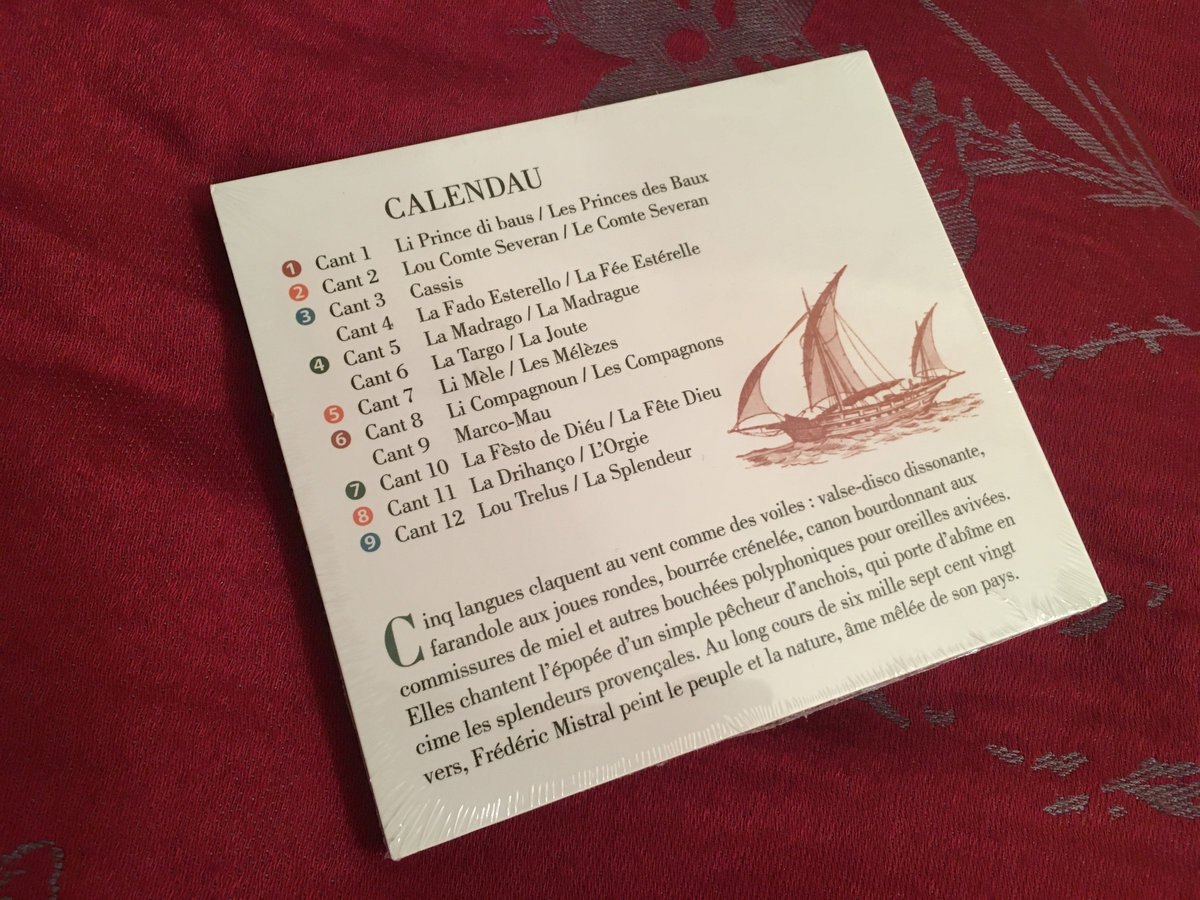 CALENDAU
1 Cant 1 Li Prince di baus / Les Princes des Baux
2 Cant 2 Lou Comte Severan / Le Comte Severan
3 Cant 3 Cassis
Cant 4 La Fado Esterello / La Fée Estérelle
4 Cant 5 La Madrago / La Madrague
Cant 6 La Targo / La Joute
5 Cant 7 Li Mèle / Les Mélèzes
6 Cant 8 Li Compagnoun / Les Compagnons
Cant 9 Marco-Mau
7 Cant 10 La Fèsto de Diéu / La Fête Dieu
8 Cant 11 La Drihanço / L'Orgie
9 Cant 12 Lou Trelus / La Splendeur
Cinq langues claquent au vent comme des voiles : valse-disco dissonante,
farandole aux joues rondes, bourrée crénelée, canon bourdonnant aux
commissures de miel et autres bouchées polyphoniques pour oreilles avivées.
Elles chantent l'épopée d'un simple pêcheur d'anchois, qui porte d'abîme en
cime les splendeurs provençales. Au long cours de six mille sept cent vingt
vers, Frédéric Mistral peint le peuple et la nature, âme mêlée de son pays.